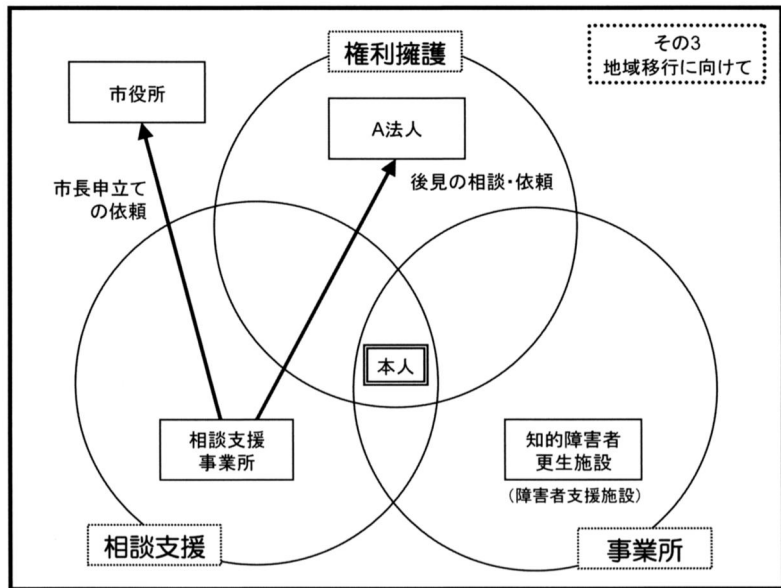 その3
地域移行に向けて
権利擁護
市役所
A法人
市長申立て
の依頼
後見の相談・依頼
本人
相談支援
事業所
知的障害者
更生施設
(障害者支援施設)
相談支援
事業所